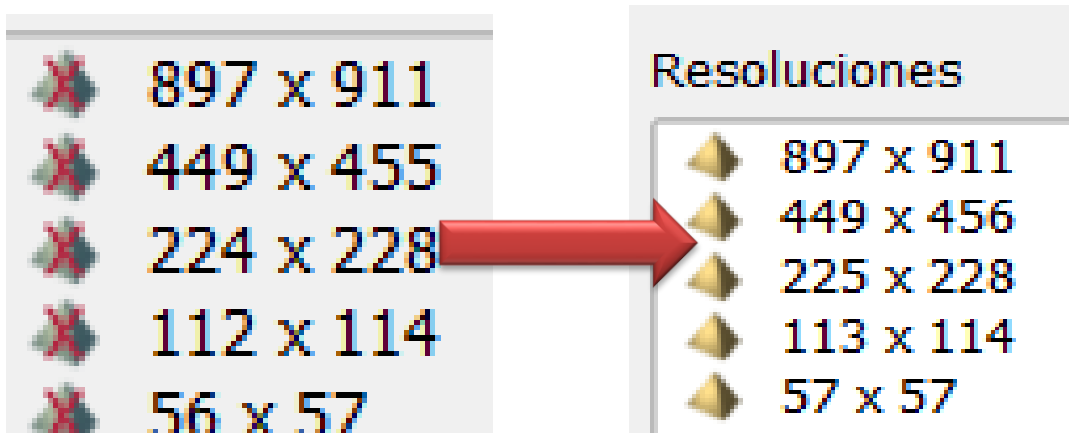 897 x 911
449 x 455
224 x 228
112 x 114
56 x 57
Resoluciones
897 x 911
449 x 456
225 x 228
113 x 114
57 x 57